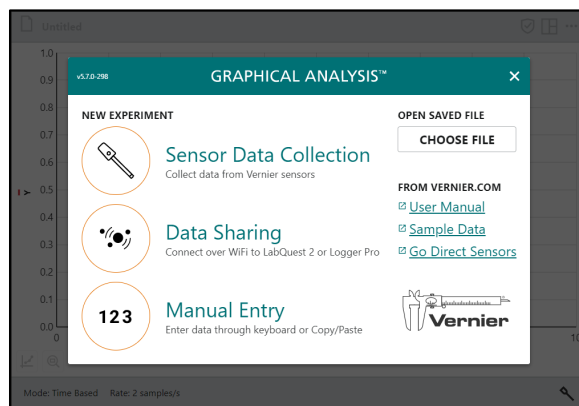 Untitled
v5.7.0-298
GRAPHICAL ANALYSIS™
NEW EXPERIMENT
Sensor Data Collection
Collect data from Vernier sensors
Data Sharing
Connect over WiFi to LabQuest 2 or Logger Pro
123
Manual Entry
Enter data through keyboard or Copy/Paste
OPEN SAVED FILE
CHOOSE FILE
FROM VERNIER.COM
User Manual
Sample Data
Go Direct Sensors
Vernier
1.0
0.9
0.8
0.7
0.6
0.5
0.4
0.3
0.2
0.1
0.0
Y
0
10
Mode: Time Based Rate: 2 samples/s